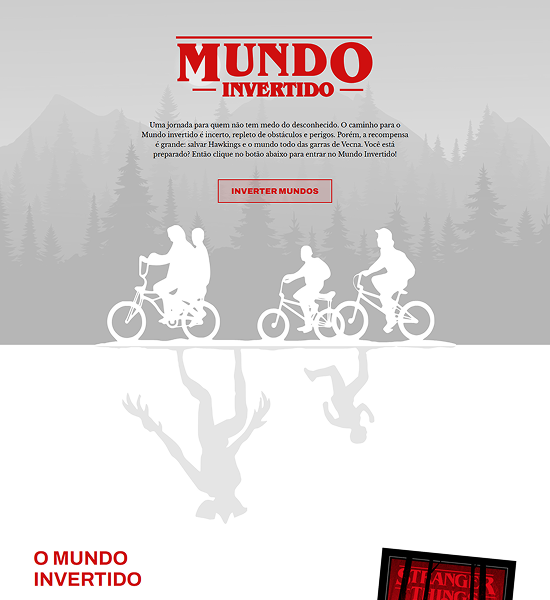 MUNDO
INVERTIDO
Uma jornada para quem não tem medo do desconhecido. O caminho para o
Mundo invertido é incerto, repleto de obstáculos e perigos. Porém, a recompensa
é grande: salvar Hawkings e o mundo todo das garras de Vecna. Você está
preparado? Então clique no botão abaixo para entrar no Mundo Invertido!
INVERTER MUNDOS
O MUNDO
INVERTIDO
STRANGER
THINGS